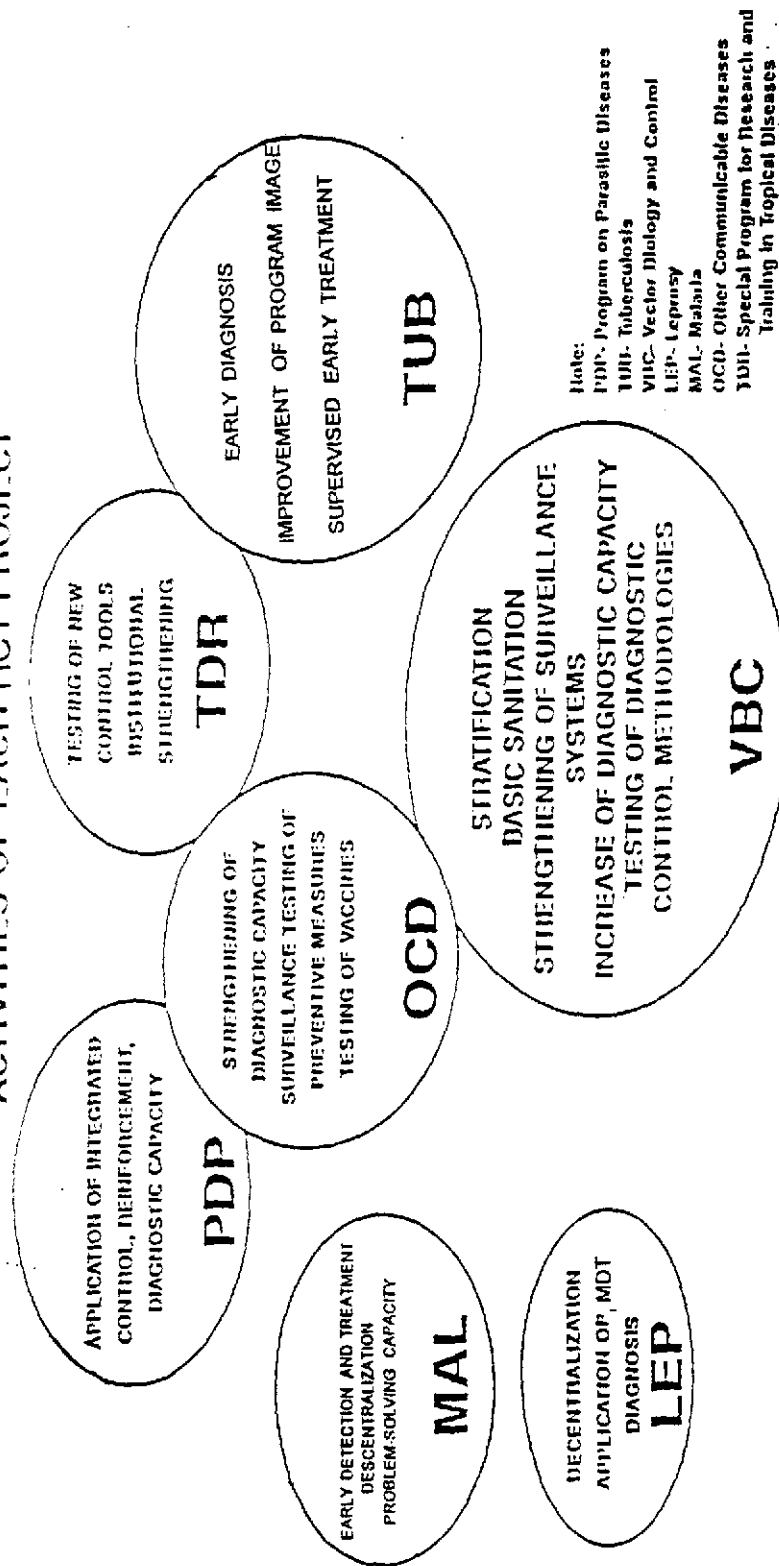 ACTIVITIES OF EACH HCT PROJECT
APPLICATION OF INTEGRATED
CONTROL, REINFORCEMENT,
DIAGNOSTIC CAPACITY
PDP
TESTING OF NEW
CONTROL TOOLS
INSTITUTIONAL
STRENGTHENING
TDR
EARLY DIAGNOSIS
IMPROVEMENT OF PROGRAM IMAGE
SUPERVISED EARLY TREATMENT
TUB
STRENGTHENING OF
DIAGNOSTIC CAPACITY
SURVEILLANCE TESTING OF
PREVENTIVE MEASURES
TESTING OF VACCINES
OCD
EARLY DETECTION AND TREATMENT
DESCENTRALIZATION
PROBLEM-SOLVING CAPACITY
MAL
DECENTRALIZATION
APPLICATION OP, MDT
DIAGNOSIS
LEP
STRATIFICATION
BASIC SANITATION
STRENGTHENING OF SURVEILLANCE
SYSTEMS
INCREASE OF DIAGNOSTIC CAPACITY
TESTING OF DIAGNOSTIC
CONTROL METHODOLOGIES
VBC
Note:
PDP- Program on Parasitic Diseases
TUB- Tuberculosis
VBC- Vector Biology and Control
LEP- Leprosy
MAL- Malaria
OCD- Other Communicable Diseases
TDR- Special Program for Research and
Training in Tropical Diseases